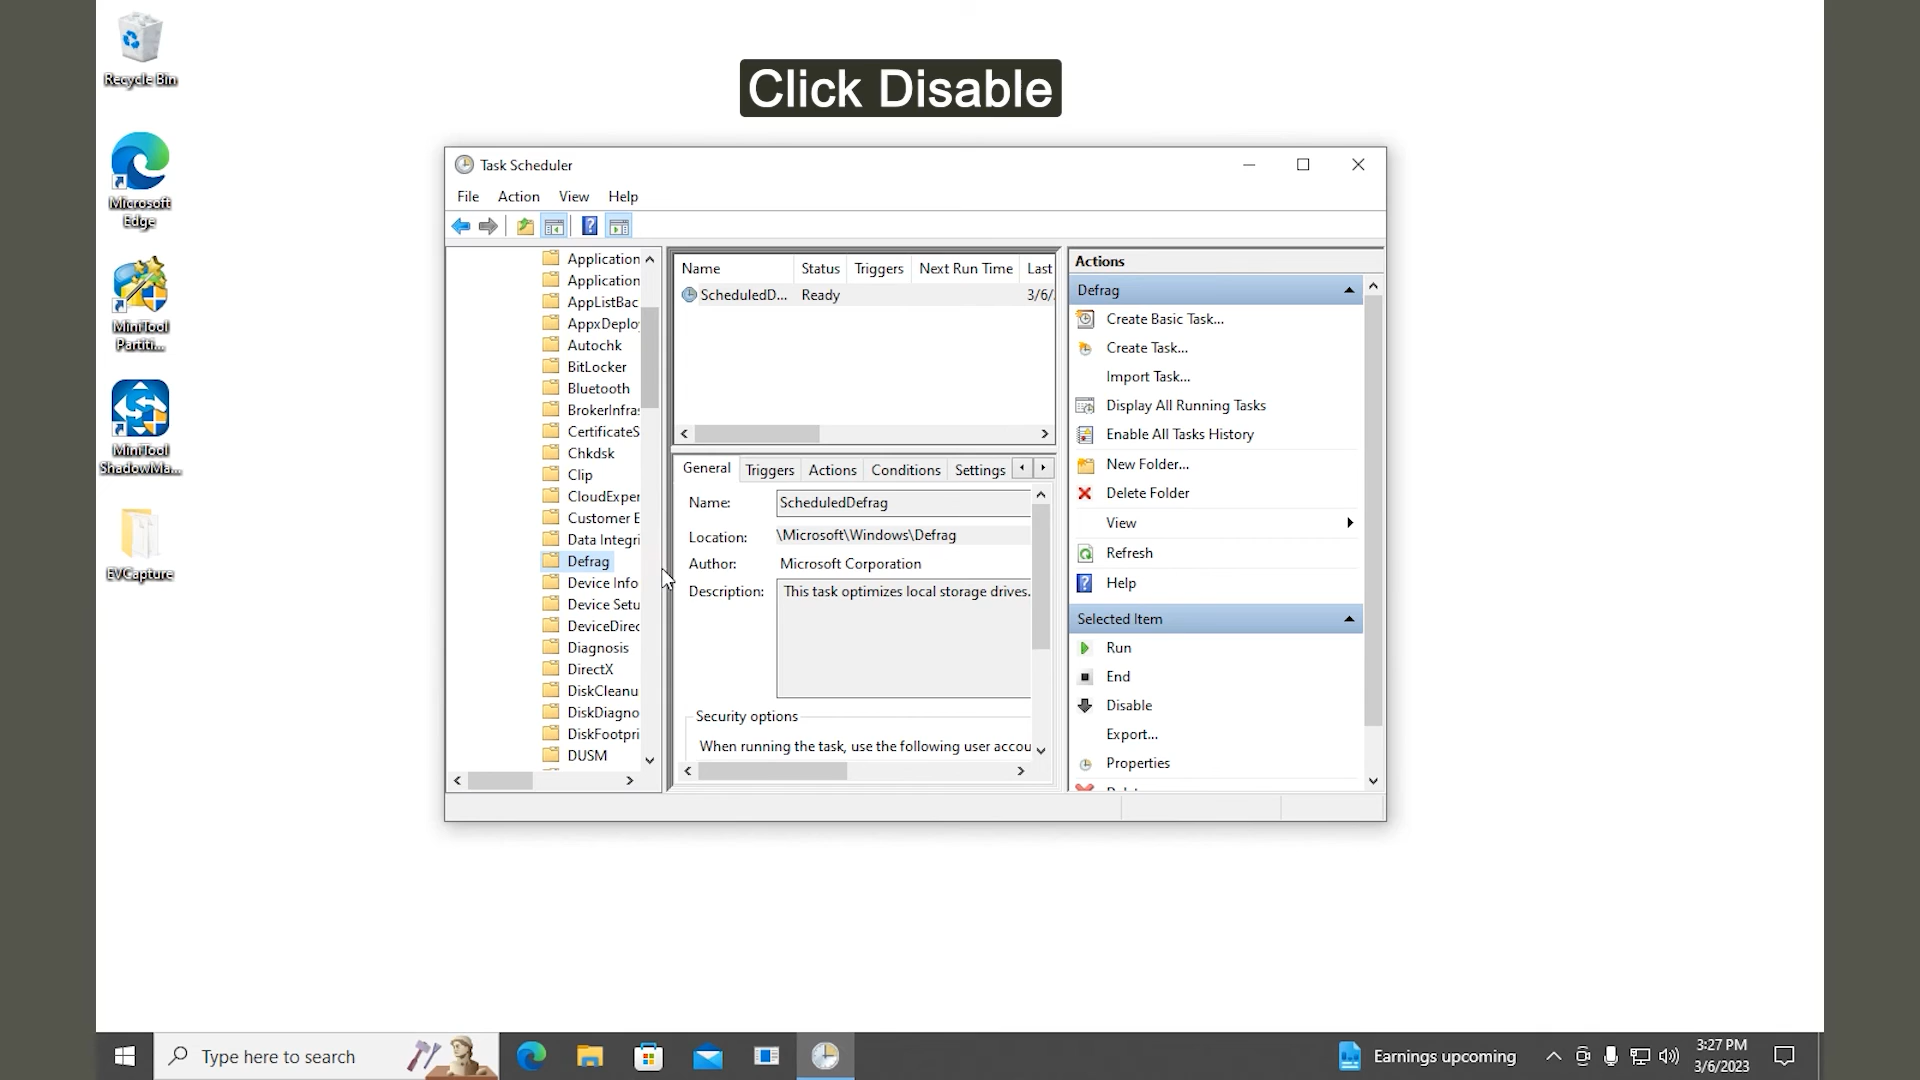 Recycle Bin
Microsoft
Edge
MiniTool
Partiti...
MiniTool
ShadowMa...
EVCapture
Click Disable
Task Scheduler
File Action View Help
Application
Application
AppListBac
AppxDeplo
Autochk
BitLocker
Bluetooth
BrokerInfras
CertificateS
Chkdsk
Clip
CloudExper
Customer E
Data Integri
Defrag
Device Info
Device Setu
DeviceDirec
Diagnosis
DirectX
DiskCleanu
DiskDiagno
DiskFootpri
DUSM
Name Status Triggers Next Run Time Last
ScheduledD... Ready 3/6/
General Triggers Actions Conditions Settings
Name: ScheduledDefrag
Location: \Microsoft\Windows\Defrag
Author: Microsoft Corporation
Description: This task optimizes local storage drives.
Security options
When running the task, use the following user accou
Actions
Defrag
Create Basic Task...
Create Task...
Import Task...
Display All Running Tasks
Enable All Tasks History
New Folder...
Delete Folder
View
Refresh
Help
Selected Item
Run
End
Disable
Export...
Properties
Type here to search
Earnings upcoming
3:27 PM
3/6/2023